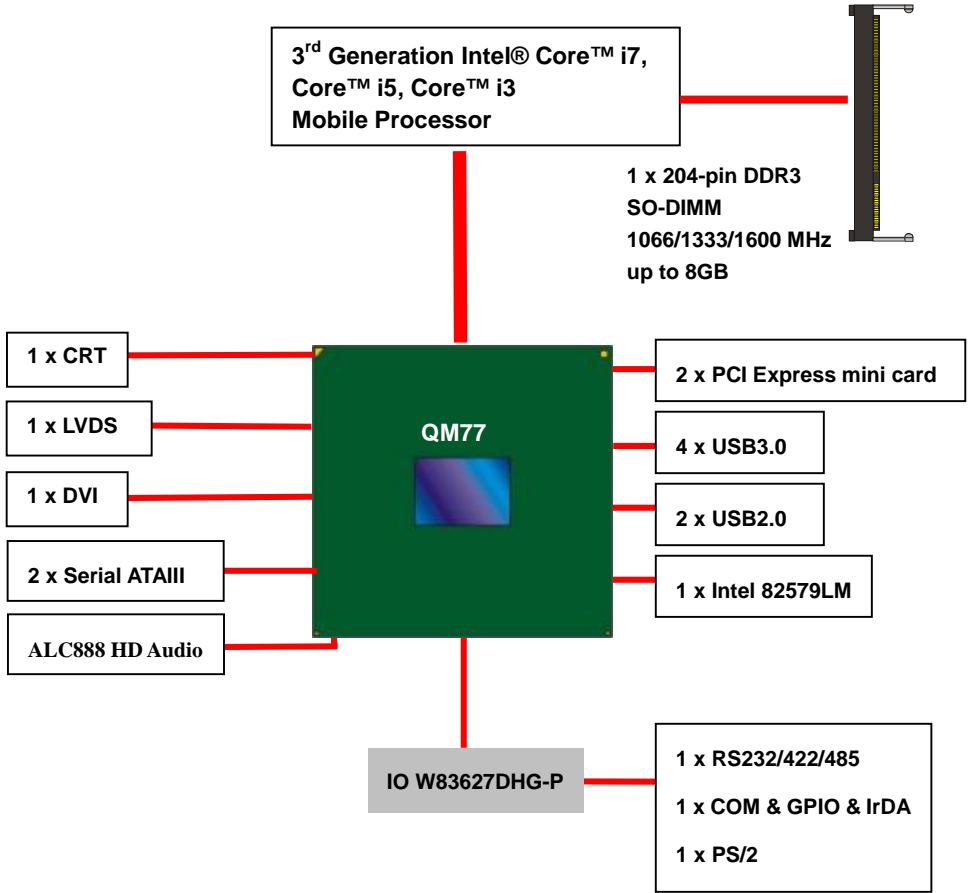 3rd Generation Intel® Core™ i7,
Core™ i5, Core™ i3
Mobile Processor
1 x 204-pin DDR3
SO-DIMM
1066/1333/1600 MHz
up to 8GB
1 x CRT
1 x LVDS
1 x DVI
2 x Serial ATAIII
ALC888 HD Audio
QM77
2 x PCI Express mini card
4 x USB3.0
2 x USB2.0
1 x Intel 82579LM
IO W83627DHG-P
1 x RS232/422/485
1 x COM & GPIO & IrDA
1 x PS/2